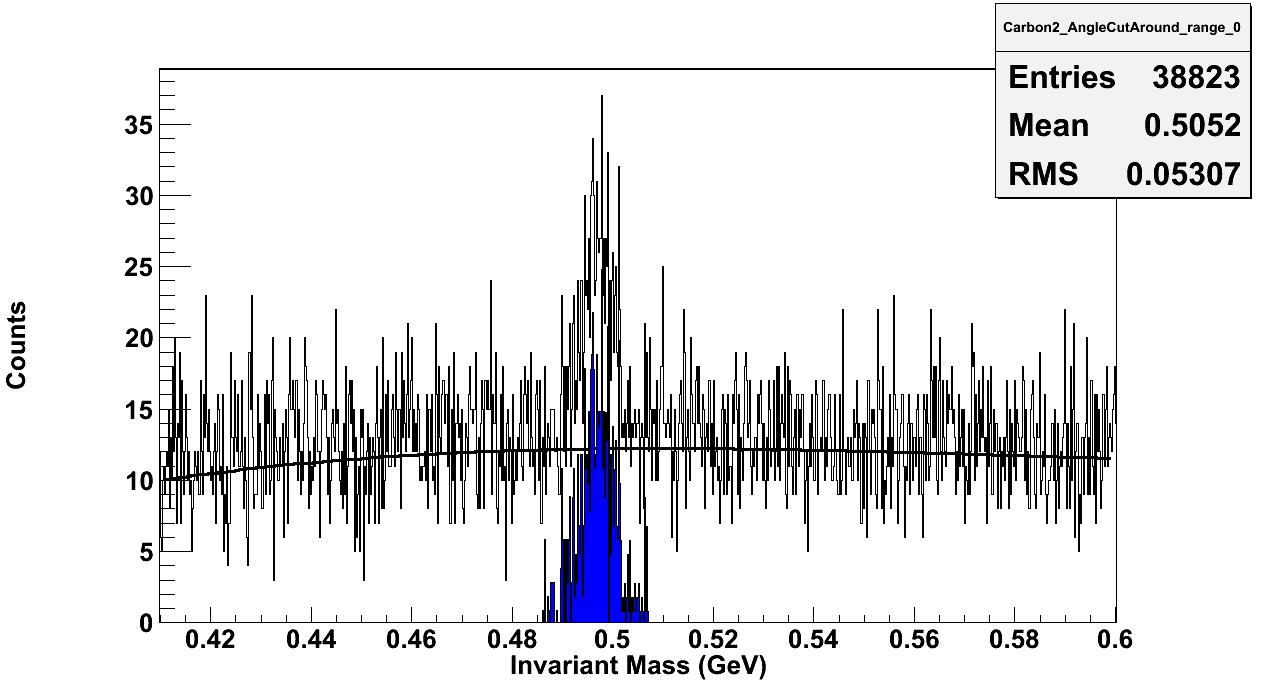 Carbon2_AngleCutAround_range_0
Entries 38823
Mean 0.5052
RMS 0.05307
Counts
35
30
25
20
15
10
5
0
0.42 0.44 0.46 0.48 0.5 0.52 0.54 0.56 0.58 0.6
Invariant Mass (GeV)